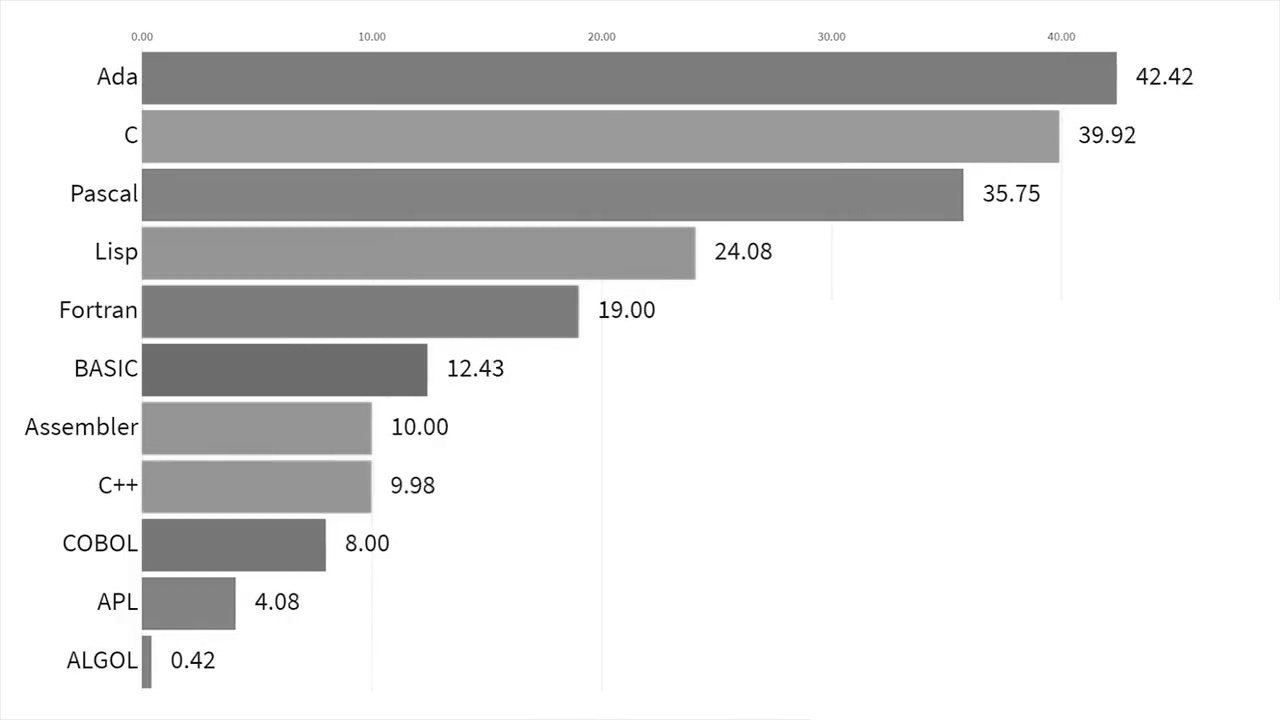 0.00 10.00 20.00 30.00 40.00
Ada 42.42
C 39.92
Pascal 35.75
Lisp 24.08
Fortran 19.00
BASIC 12.43
Assembler 10.00
C++ 9.98
COBOL 8.00
APL 4.08
ALGOL 0.42